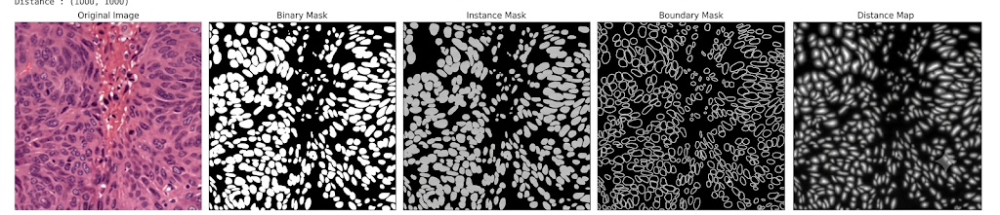 Distance : (1000, 1000)
Original Image
Binary Mask
Instance Mask
Boundary Mask
Distance Map